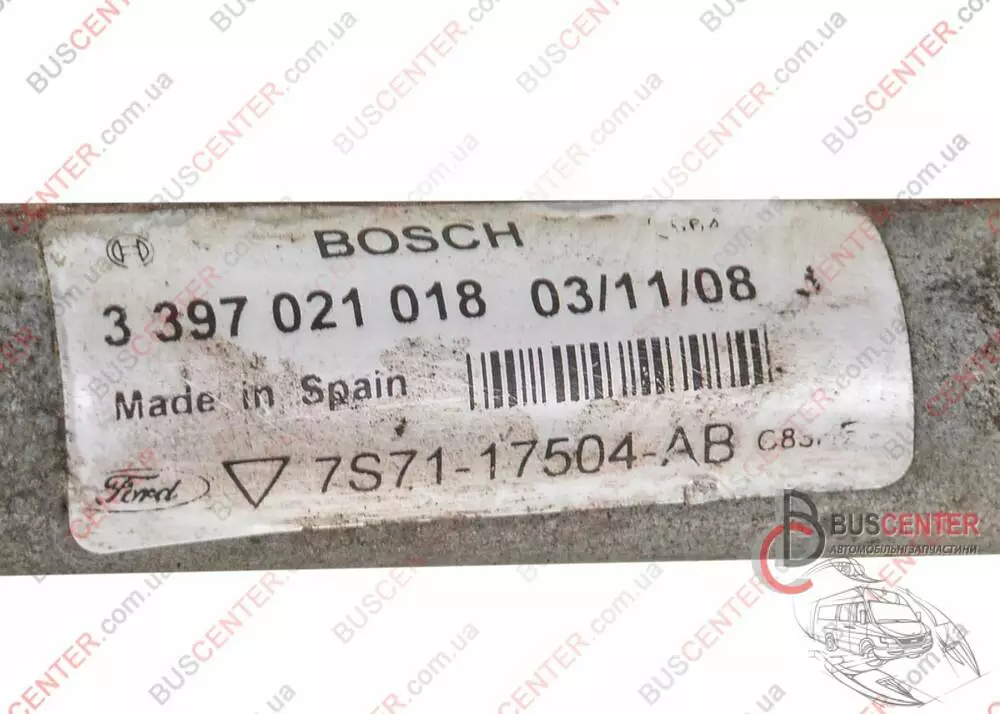 BOSCH
3 397 021 018 03/11/08
Made in Spain
Ford 7S71-17504-AB
BUSCENTER
АВТОМОБІЛЬНІ ЗАПЧАСТИНИ
BUSCENTER.com.ua